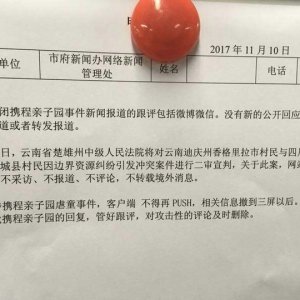 2017 年 11 月 10 日
单位
市府新闻办网络新闻
管理处
姓名
电话
闭携程亲子园事件新闻报道的跟评包括微博微信。没有新的公开回应
道或者转发报道。
日，云南省楚雄州中级人民法院将对云南迪庆州香格里拉市村民与四川
城县村民因边界资源纠纷引发冲突案件进行二审宣判，关于此案，网站
不采访、不报道、不评论，不转载境外消息。
携程亲子园虐童事件，客户端 不得再 PUSH，相关信息撤到三屏以后。
携程亲子园的回复，管好跟评，对攻击性的评论及时删除。